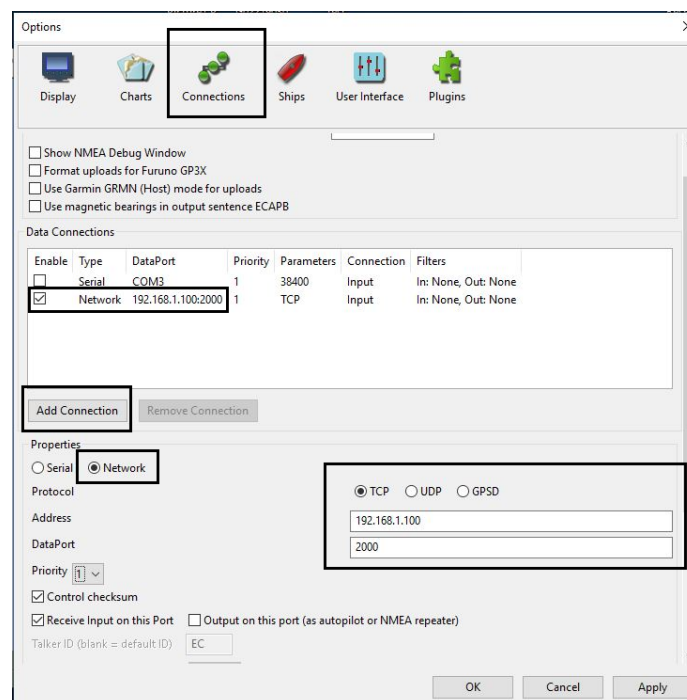 Options
Display Charts Connections Ships User Interface Plugins
Show NMEA Debug Window
Format uploads for Furuno GP3X
Use Garmin GRMN (Host) mode for uploads
Use magnetic bearings in output sentence ECAPB
Data Connections
Enable Type DataPort Priority Parameters Connection Filters
Serial COM3 1 38400 Input In: None, Out: None
Network 192.168.1.100:2000 1 TCP Input In: None, Out: None
Add Connection Remove Connection
Properties
Serial Network
Protocol TCP UDP GPSD
Address 192.168.1.100
DataPort 2000
Priority 1
Control checksum
Receive Input on this Port Output on this port (as autopilot or NMEA repeater)
Talker ID (blank = default ID) EC
OK Cancel Apply